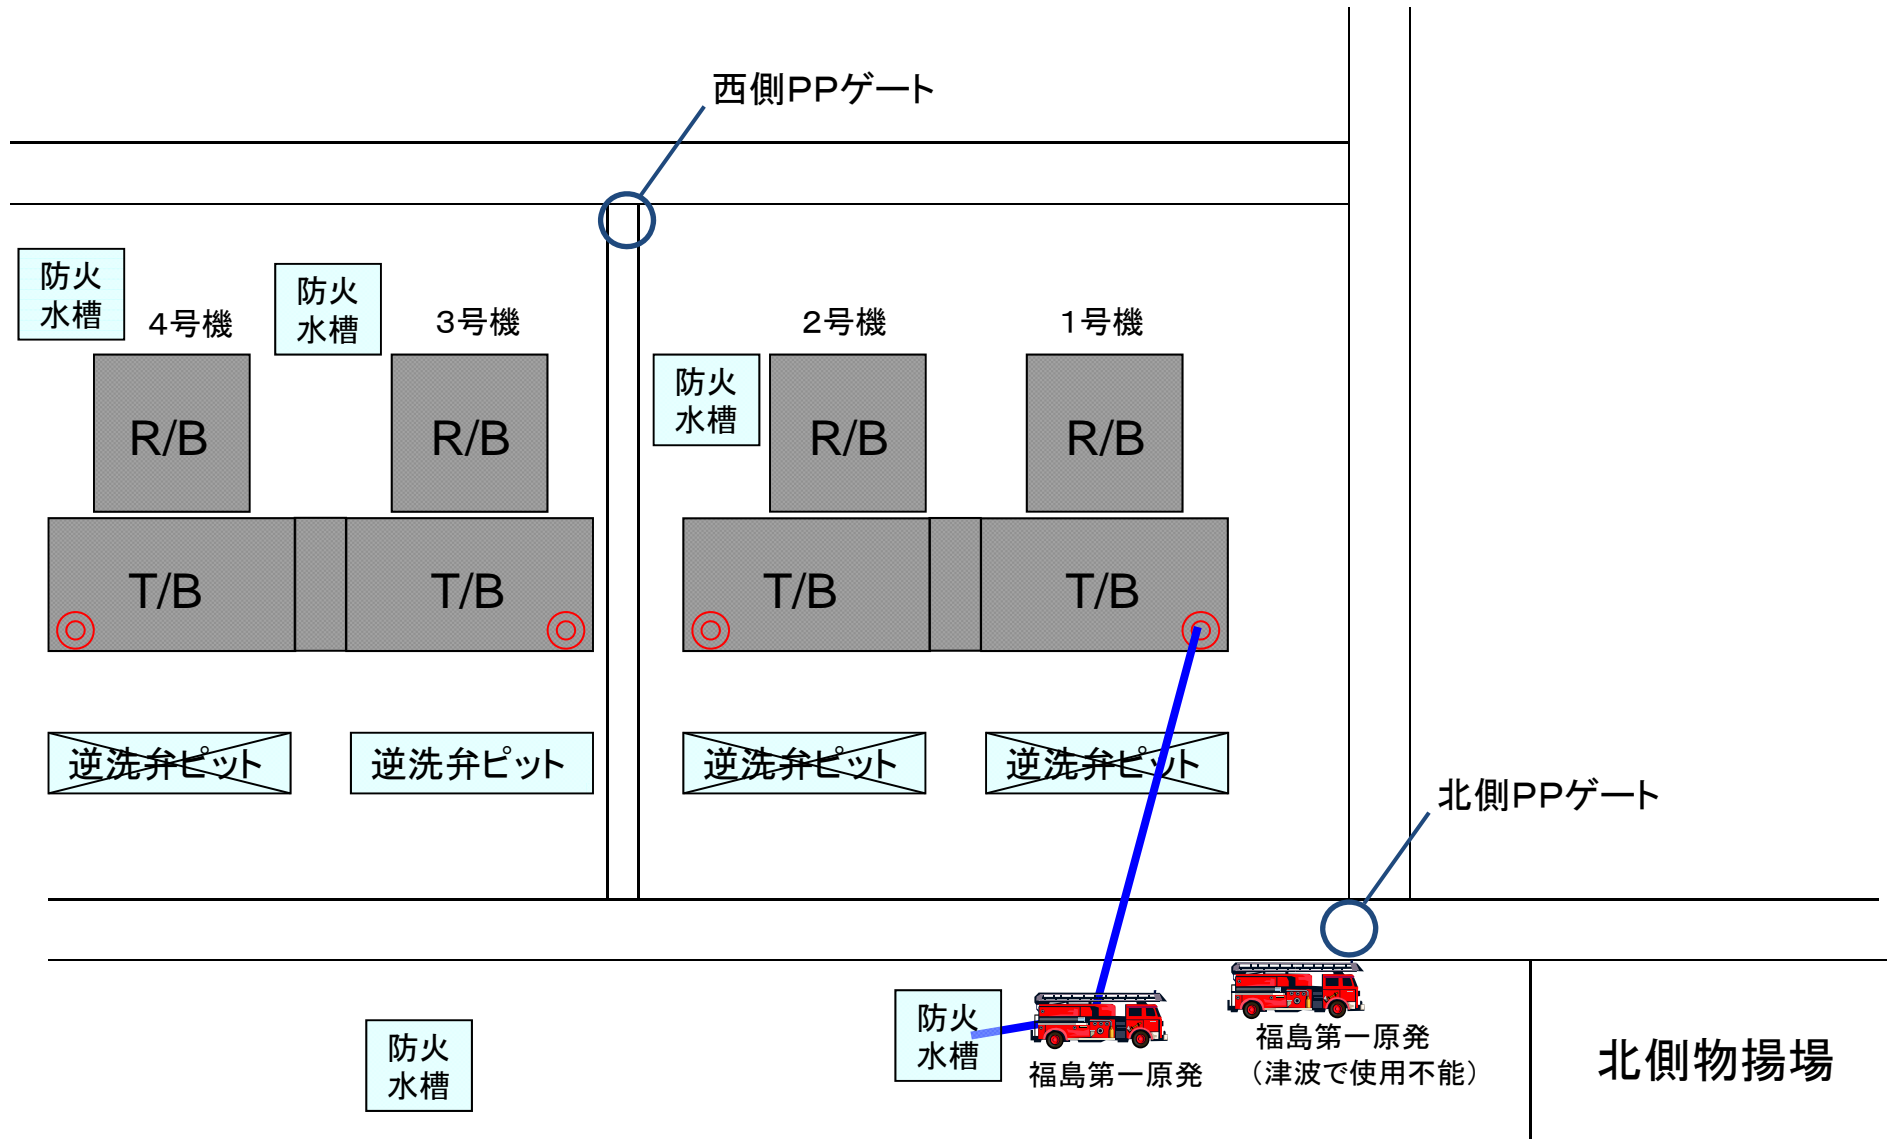 西側PPゲート
防火
水槽
4号機
防火
水槽
3号機
2号機
1号機
防火
水槽
R/B
R/B
R/B
R/B
T/B
T/B
T/B
T/B
逆洗弁ピット
逆洗弁ピット
逆洗弁ピット
逆洗弁ピット
北側PPゲート
防火
水槽
福島第一原発
福島第一原発
（津波で使用不能）
北側物揚場
防火
水槽